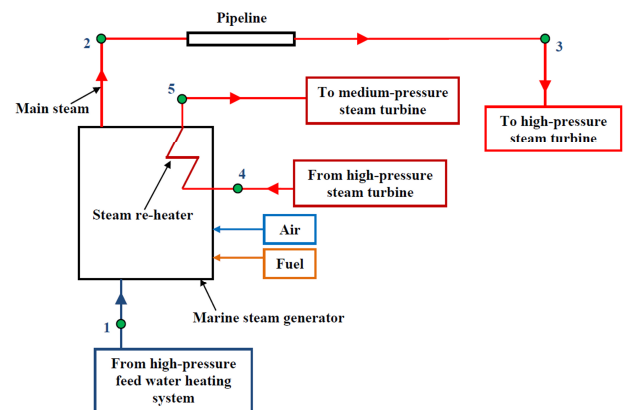 Pipeline
2
3
Main steam
5
To medium-pressure
steam turbine
To high-pressure
steam turbine
From high-pressure
steam turbine
4
Steam re-heater
Air
Fuel
Marine steam generator
1
From high-pressure
feed water heating
system